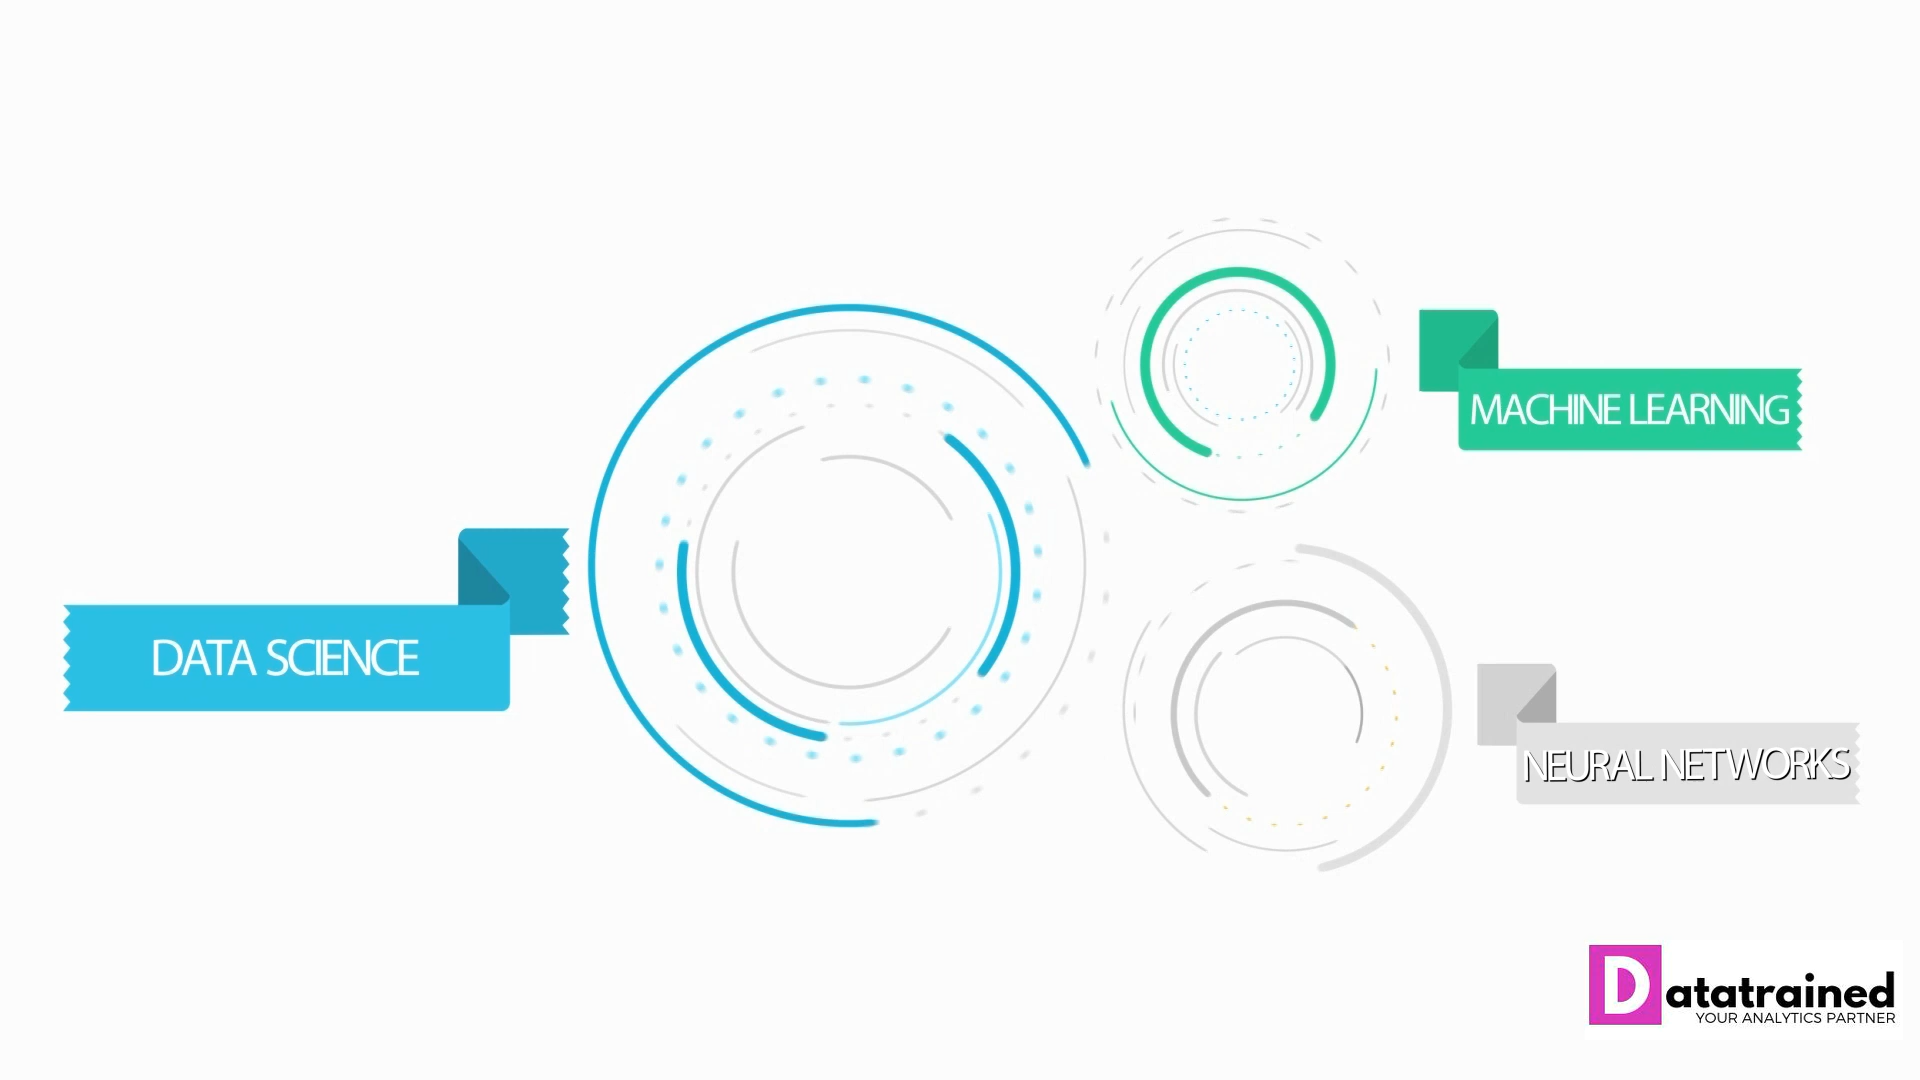 MACHINE LEARNING
DATA SCIENCE
NEURAL NETWORKS
Datatrained
YOUR ANALYTICS PARTNER